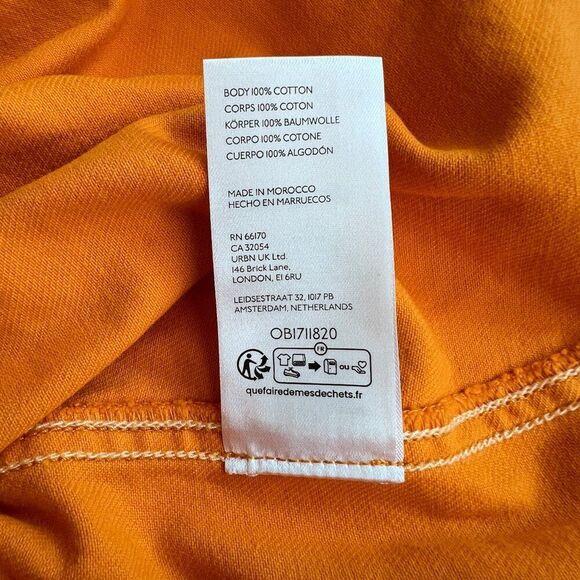 BODY 100% COTTON
CORPS 100% COTON
KÖRPER 100% BAUMWOLLE
CORPO 100% COTONE
CUERPO 100% ALGODÓN
MADE IN MOROCCO
HECHO EN MARRUECOS
RN 66170
CA 32054
URBN UK Ltd.
146 Brick Lane,
LONDON, E1 6RU
LEIDSESTRAAT 32, 1017 PB
AMSTERDAM, NETHERLANDS
OB1711820
FR
OU
quefairedemesdechets.fr